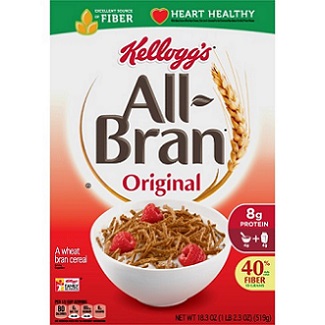 EXCELLENT SOURCE
of FIBER
HEART HEALTHY
Kellogg's
All-
Bran
Original
8g
PROTEIN
A wheat
bran cereal
40%
FIBER
NET WT 18.3 OZ (1 LB 2.3 OZ) (519g)